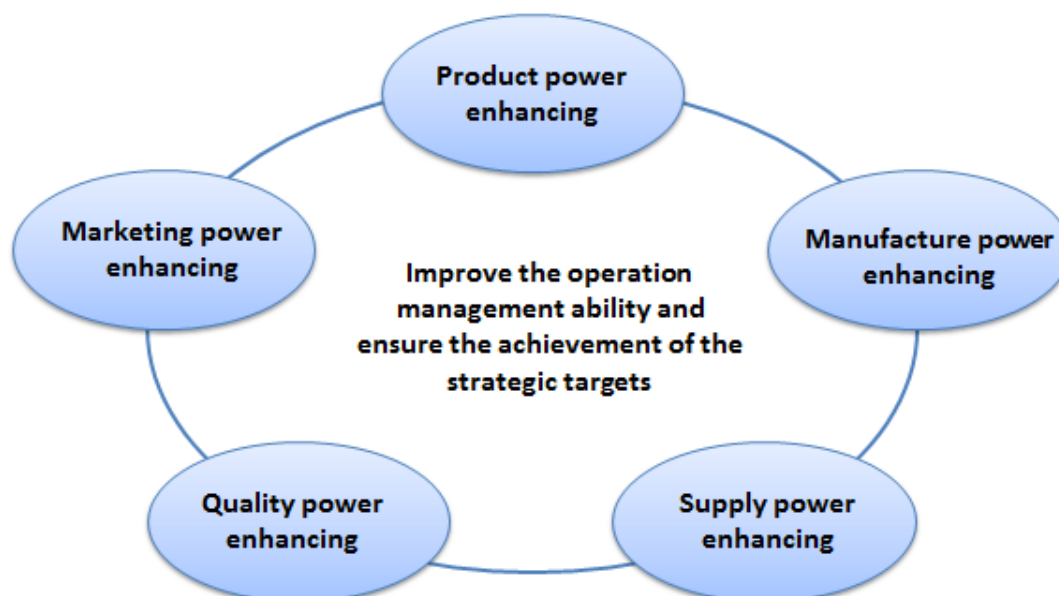 Product power
enhancing
Marketing power
enhancing
Manufacture power
enhancing
Improve the operation
management ability and
ensure the achievement of the
strategic targets
Quality power
enhancing
Supply power
enhancing